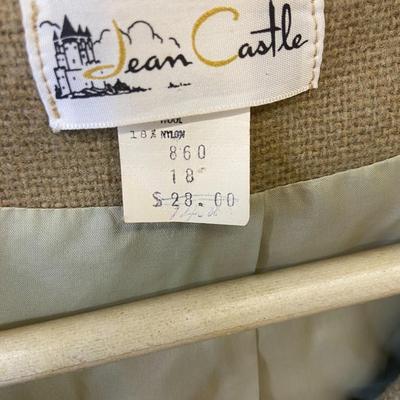 Jean Castle
WOOL
18% NYLON
860
18
$28.00